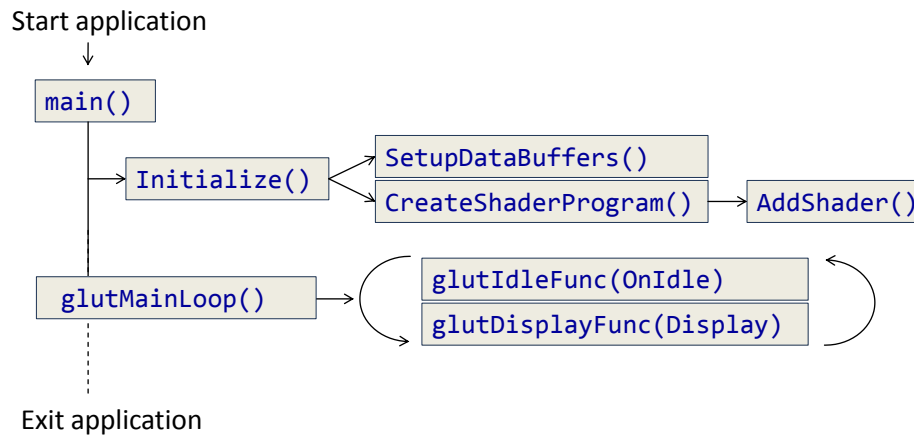 Start application
main()
SetupDataBuffers()
Initialize()
CreateShaderProgram()
AddShader()
glutIdleFunc(OnIdle)
glutMainLoop()
glutDisplayFunc(Display)
Exit application